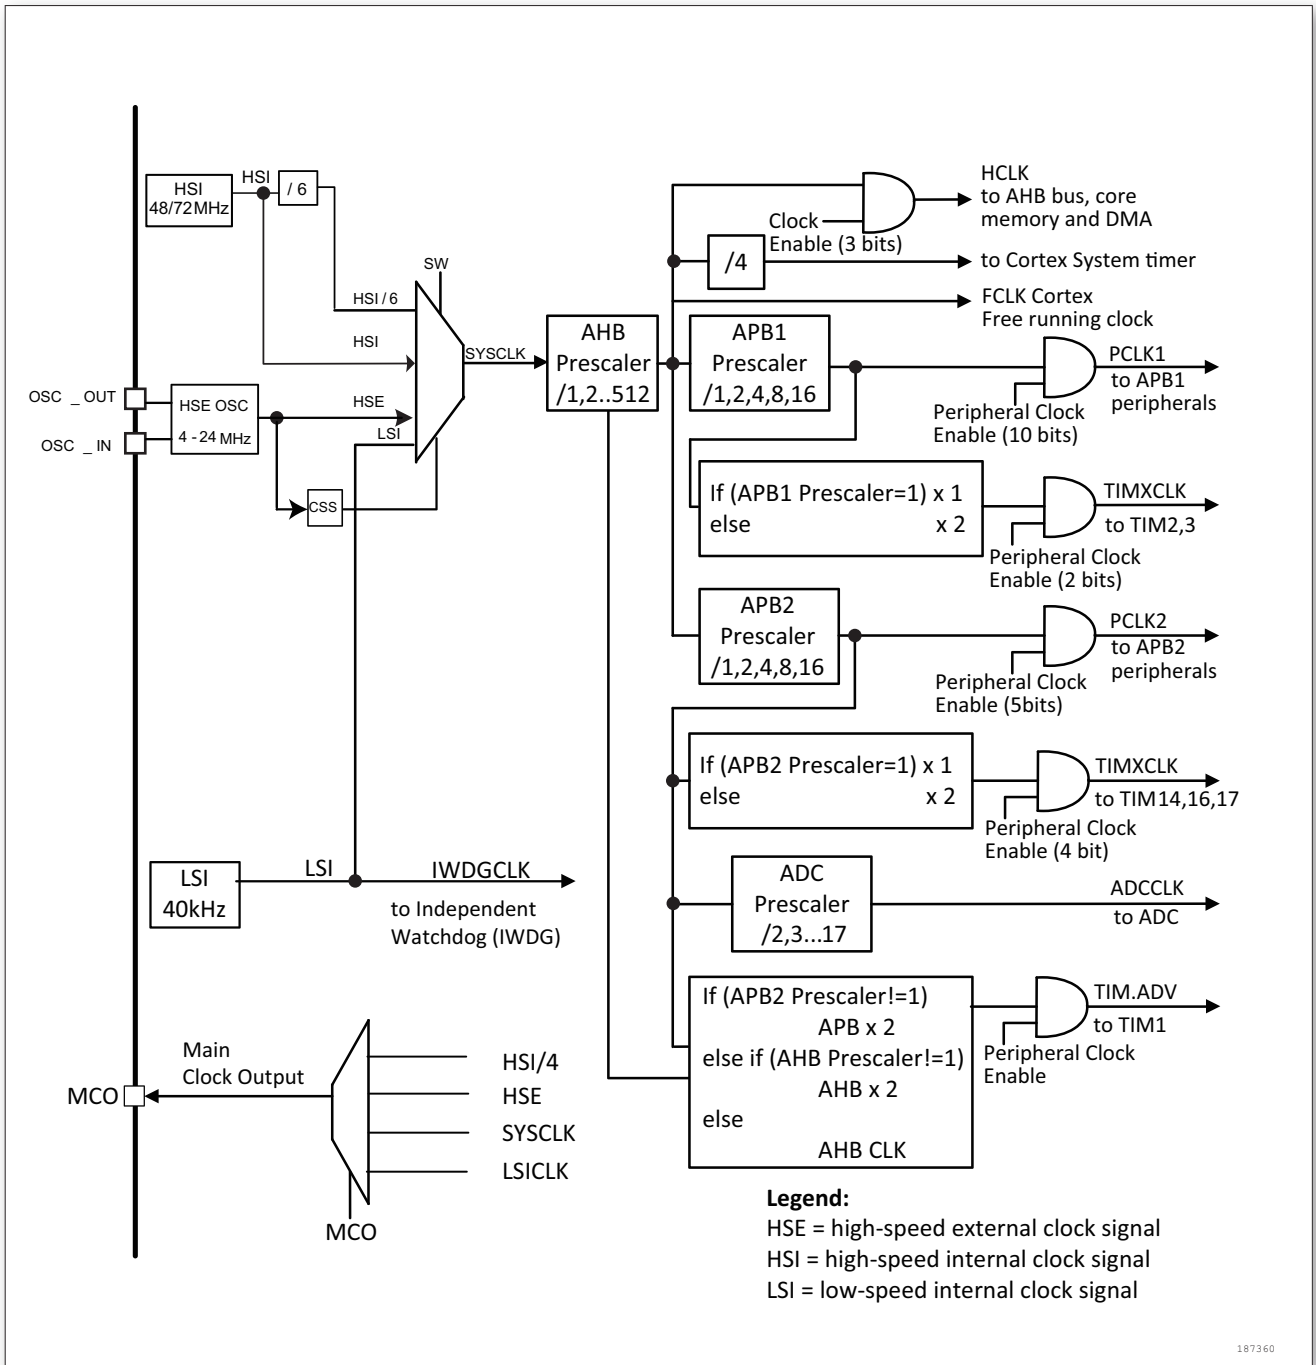 HSI
48/72MHz
HSI
/ 6
SW
HSI / 6
HSI
HSE
LSI
SYSCLK
OSC _ OUT
OSC _ IN
HSE OSC
4 - 24 MHz
CSS
AHB
Prescaler
/1,2..512
Clock
Enable (3 bits)
HCLK
to AHB bus, core
memory and DMA
/4
to Cortex System timer
FCLK Cortex
Free running clock
APB1
Prescaler
/1,2,4,8,16
Peripheral Clock
Enable (10 bits)
PCLK1
to APB1
peripherals
If (APB1 Prescaler=1) x 1
else x 2
Peripheral Clock
Enable (2 bits)
TIMXCLK
to TIM2,3
APB2
Prescaler
/1,2,4,8,16
Peripheral Clock
Enable (5bits)
PCLK2
to APB2
peripherals
If (APB2 Prescaler=1) x 1
else x 2
Peripheral Clock
Enable (4 bit)
TIMXCLK
to TIM14,16,17
LSI
40kHz
LSI
IWDGCLK
to Independent
Watchdog (IWDG)
ADC
Prescaler
/2,3...17
ADCCLK
to ADC
If (APB2 Prescaler!=1)
APB x 2
else if (AHB Prescaler!=1)
AHB x 2
else
AHB CLK
Peripheral Clock
Enable
TIM.ADV
to TIM1
MCO
Main
Clock Output
HSI/4
HSE
SYSCLK
LSICLK
MCO
Legend:
HSE = high-speed external clock signal
HSI = high-speed internal clock signal
LSI = low-speed internal clock signal
187360